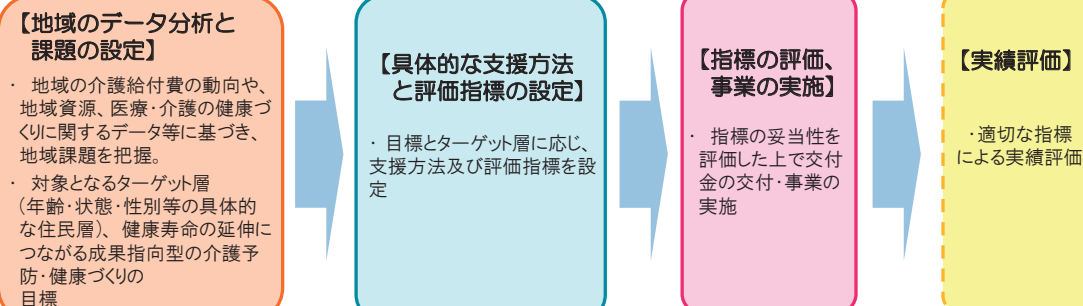 【地域のデータ分析と
課題の設定】
・ 地域の介護給付費の動向や、
地域資源、医療・介護の健康づ
くりに関するデータ等に基づき、
地域課題を把握。
・ 対象となるターゲット層
（年齢・状態・性別等の具体的
な住民層）、健康寿命の延伸に
つながる成果指向型の介護予
防・健康づくりの
目標
【具体的な支援方法
と評価指標の設定】
・ 目標とターゲット層に応じ、
支援方法及び評価指標を設
定
【指標の評価、
事業の実施】
・ 指標の妥当性を
評価した上で交付
金の交付・事業の
実施
【実績評価】
・適切な指標
による実績評価